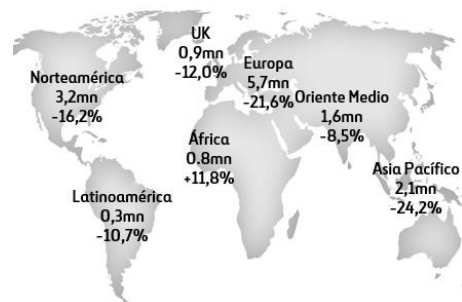 UK
0,9mn
-12,0%
Europa
5,7mn
-21,6%
Norteamérica
3,2mn
-16,2%
Oriente Medio
1,6mn
-8,5%
África
0.8mn
+11,8%
Asia Pacífico
2,1mn
-24,2%
Latinoamérica
0,3mn
-10,7%